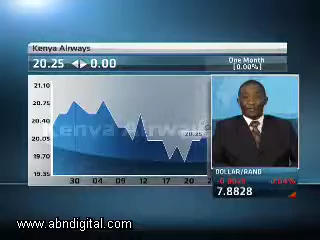 Kenya Airways
20.25 0.00
One Month
[0.00%]
21.10
20.75
20.40
20.05
19.70
19.35
Kenya Airways
20.25
30 04 09 12 17 20
DOLLAR/RAND
-0.04%
7.8828
www.abndigital.com